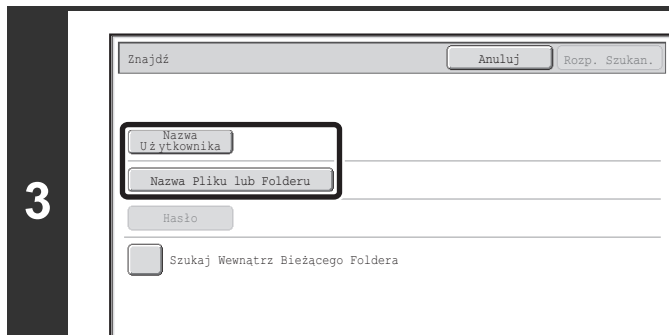 Znajdź
Anuluj
Rozp. Szukan.
Nazwa
Użytkownika
Nazwa Pliku lub Folderu
3
Hasło
Szukaj Wewnątrz Bieżącego Foldera